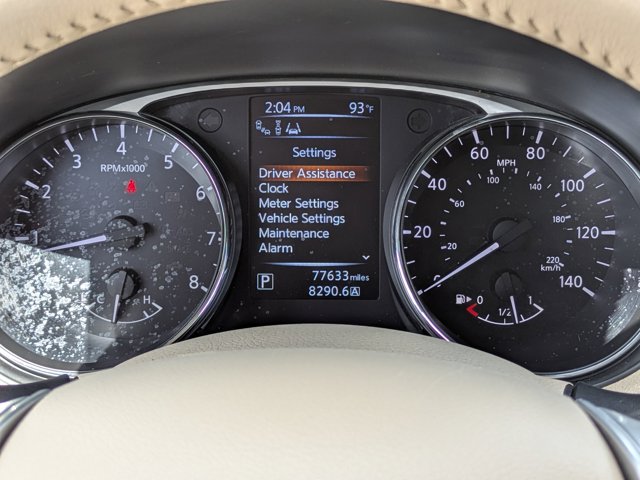 2:04 PM 93 °F
Settings
Driver Assistance
Clock
Meter Settings
Vehicle Settings
Maintenance
Alarm
P 77633 miles
8290.6 A
RPMx1000
1
2
3
4
5
6
7
8
C H
MPH
0
20
40
60
80
100
120
140
20
60
100
140
180
220
km/h
0 1/2 1